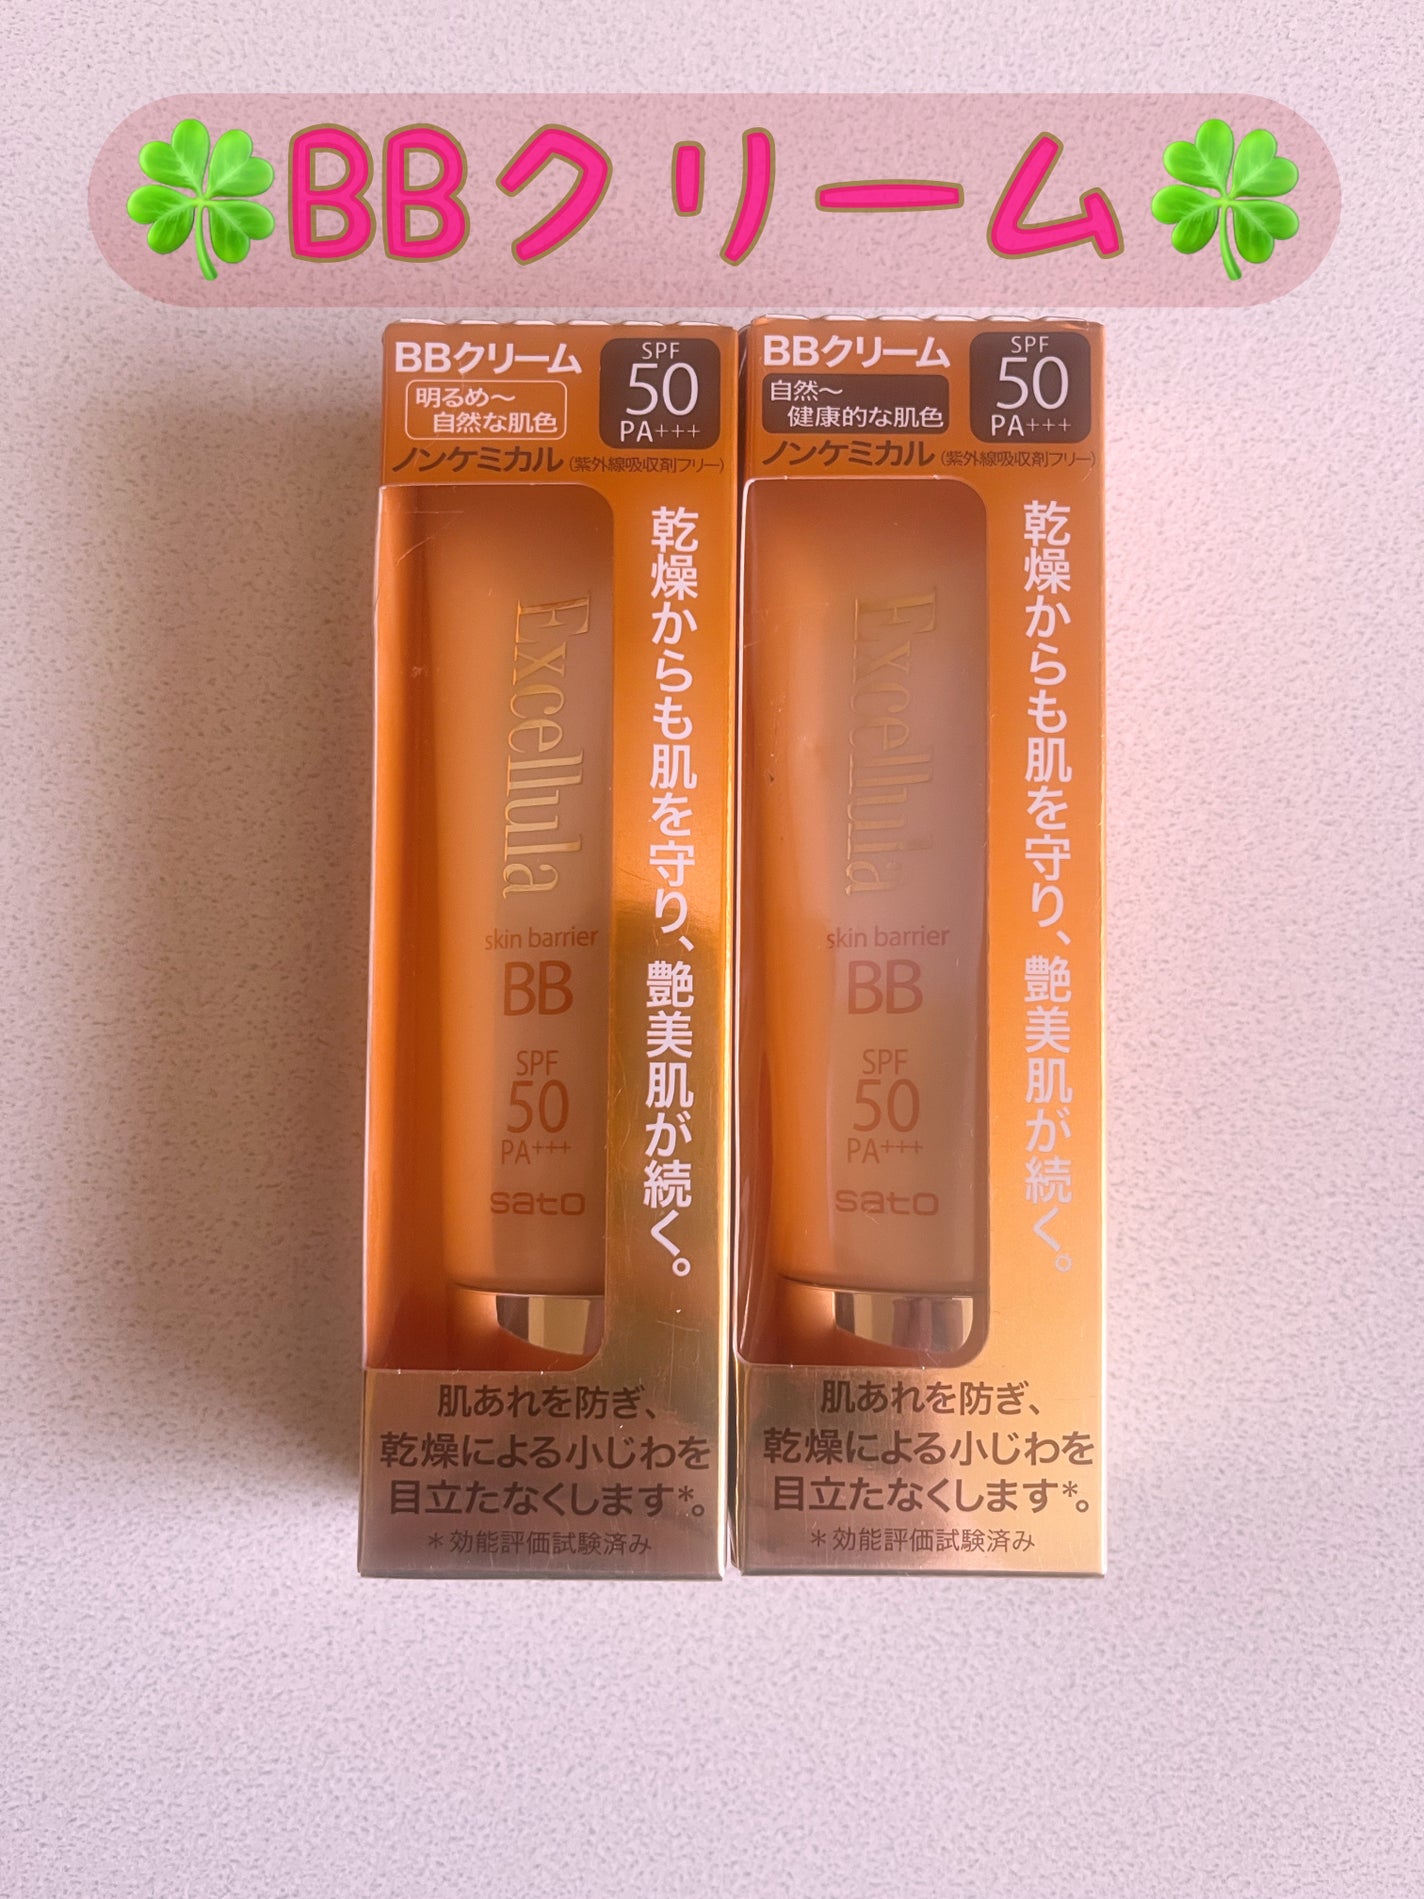 🍀BBクリーム🍀
BBクリーム
明るめ～
自然な肌色
SPF
50
PA+++
ノンケミカル(紫外線吸収剤フリー)
乾燥からも肌を守り、艶美肌が続く。
Excellula
skin barrier
BB
SPF
50
PA+++
sato
肌あれを防ぎ、
乾燥による小じわを
目立たなくします*。
*効能評価試験済み
BBクリーム
自然～
健康的な肌色
SPF
50
PA+++
ノンケミカル(紫外線吸収剤フリー)
乾燥からも肌を守り、艶美肌が続く。
Excellula
skin barrier
BB
SPF
50
PA+++
sato
肌あれを防ぎ、
乾燥による小じわを
目立たなくします*。
*効能評価試験済み